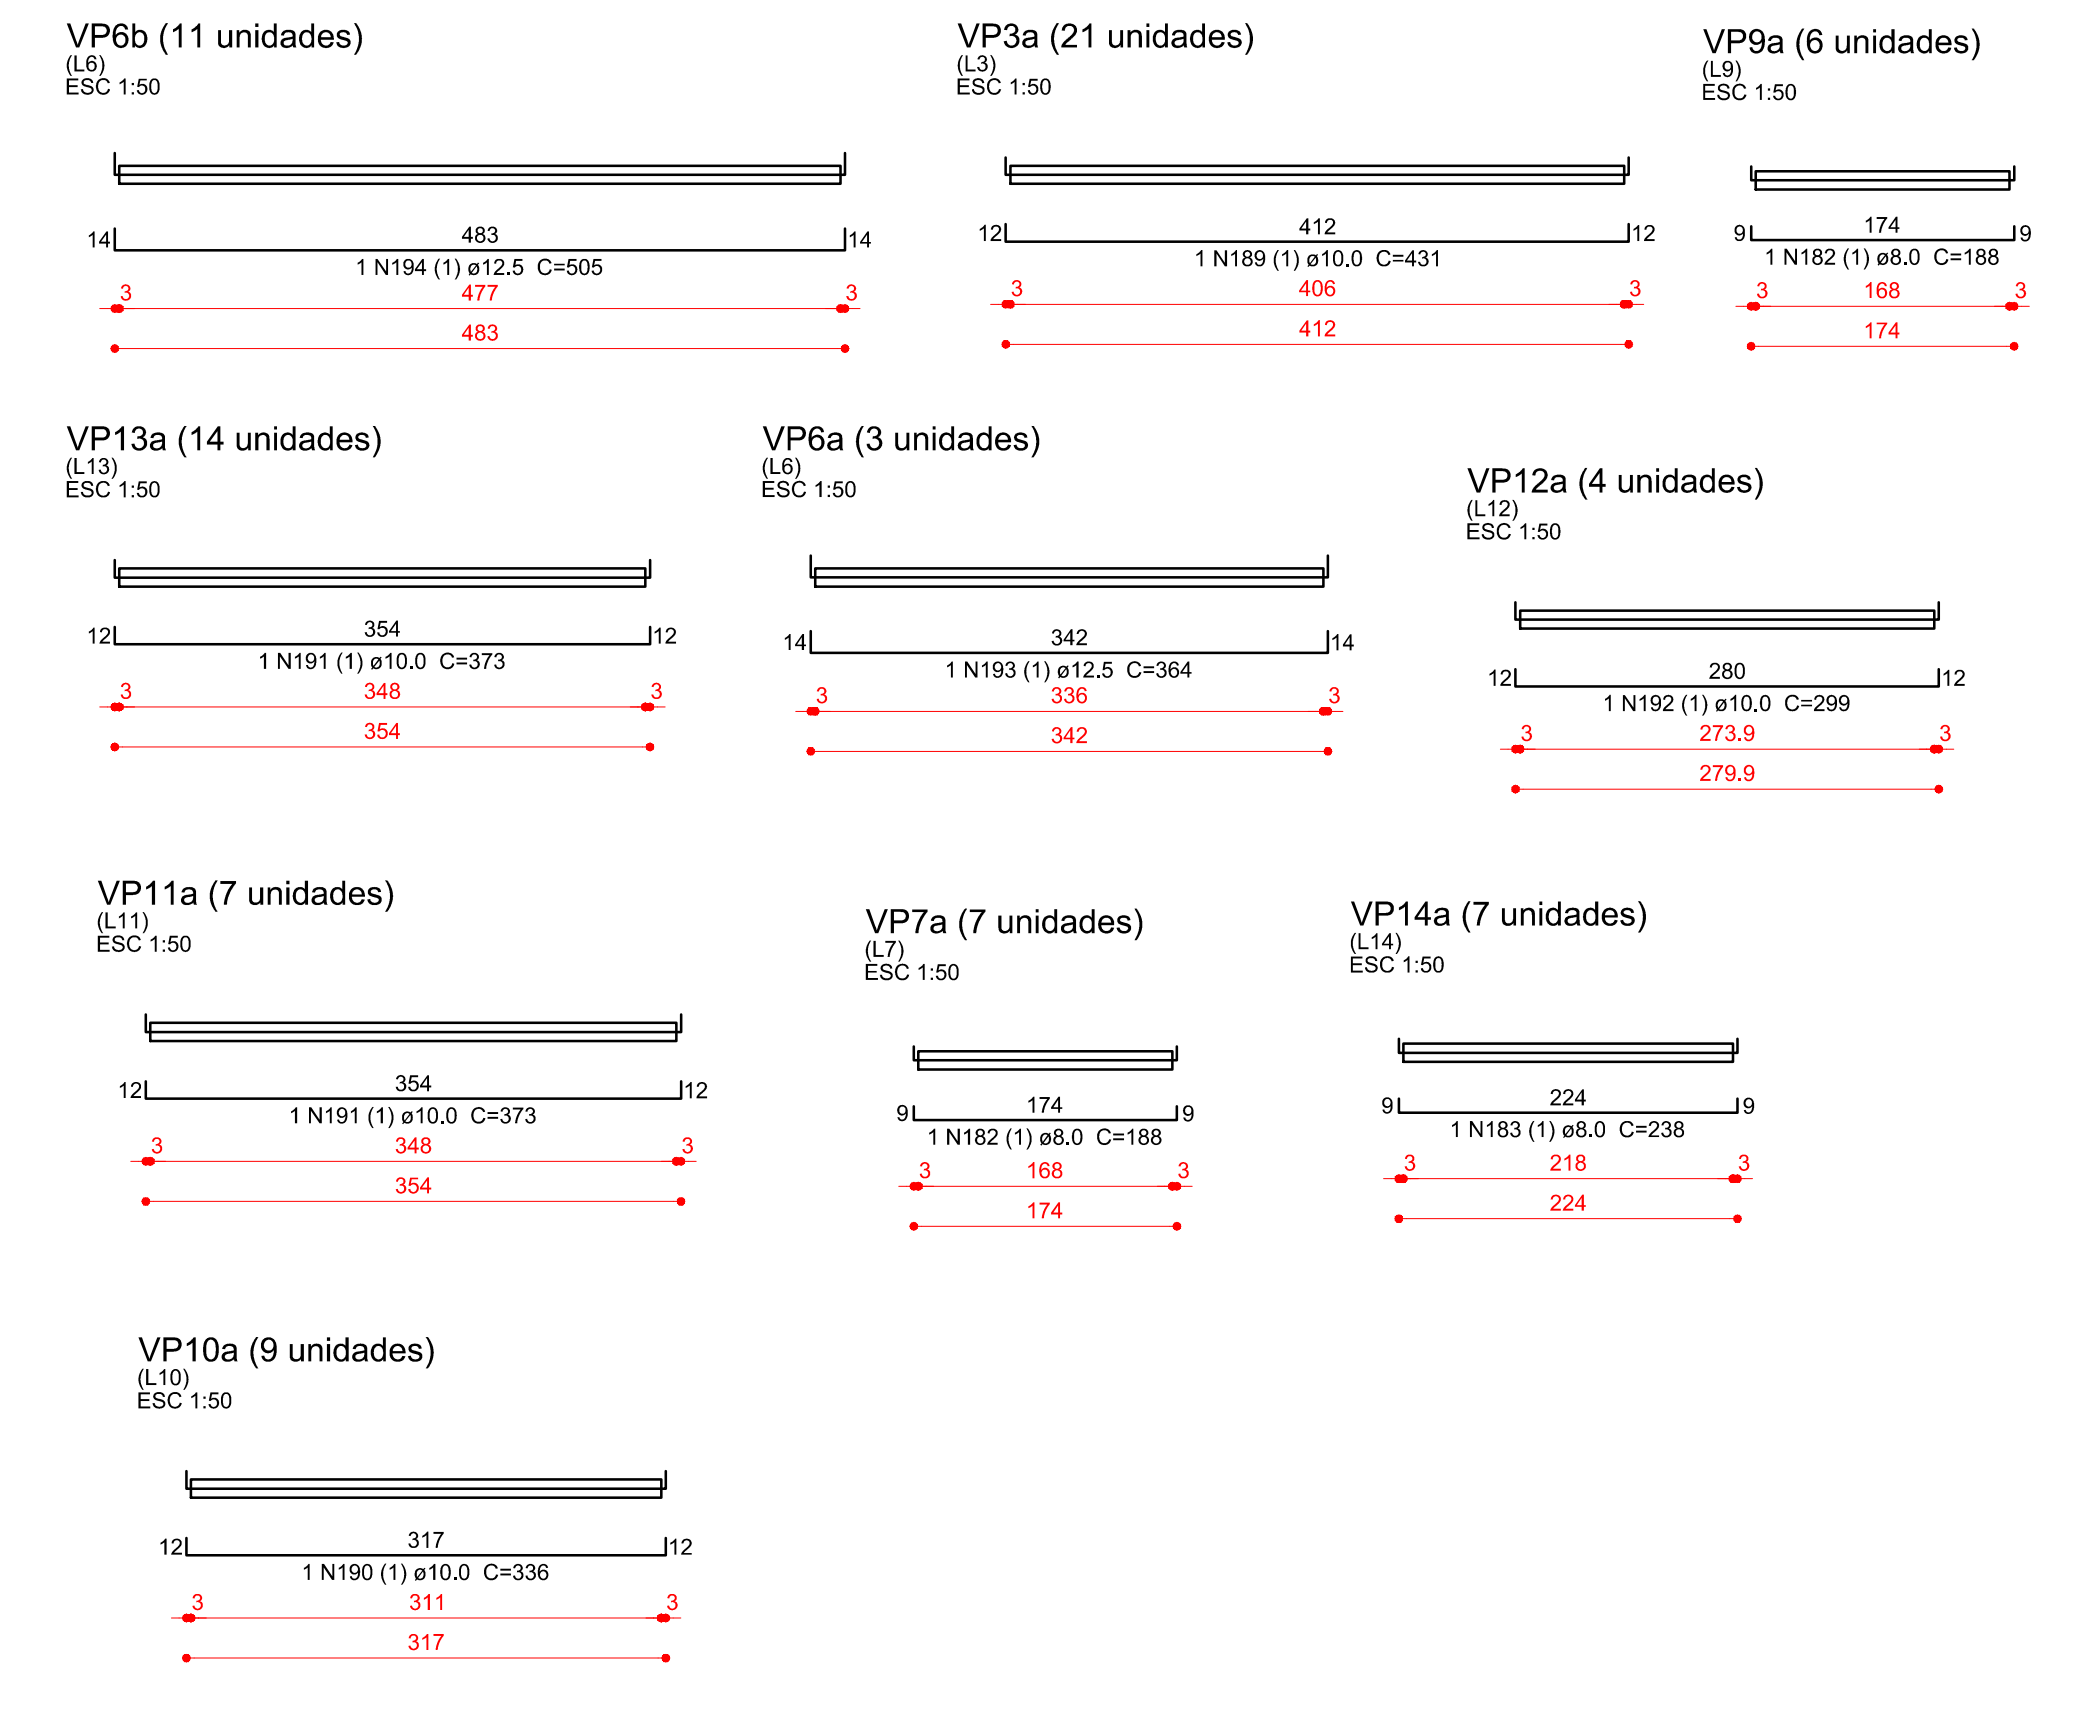 VP6b (11 unidades)
(L6)
ESC 1:50
14 483 14
1 N194 (1) ø12.5 C=505
3 477 3
483
VP3a (21 unidades)
(L3)
ESC 1:50
12 412 12
1 N189 (1) ø10.0 C=431
3 406 3
412
VP9a (6 unidades)
(L9)
ESC 1:50
9 174 9
1 N182 (1) ø8.0 C=188
3 168 3
174
VP13a (14 unidades)
(L13)
ESC 1:50
12 354 12
1 N191 (1) ø10.0 C=373
3 348 3
354
VP6a (3 unidades)
(L6)
ESC 1:50
14 342 14
1 N193 (1) ø12.5 C=364
3 336 3
342
VP12a (4 unidades)
(L12)
ESC 1:50
12 280 12
1 N192 (1) ø10.0 C=299
3 273.9 3
279.9
VP11a (7 unidades)
(L11)
ESC 1:50
12 354 12
1 N191 (1) ø10.0 C=373
3 348 3
354
VP7a (7 unidades)
(L7)
ESC 1:50
9 174 9
1 N182 (1) ø8.0 C=188
3 168 3
174
VP14a (7 unidades)
(L14)
ESC 1:50
9 224 9
1 N183 (1) ø8.0 C=238
3 218 3
224
VP10a (9 unidades)
(L10)
ESC 1:50
12 317 12
1 N190 (1) ø10.0 C=336
3 311 3
317